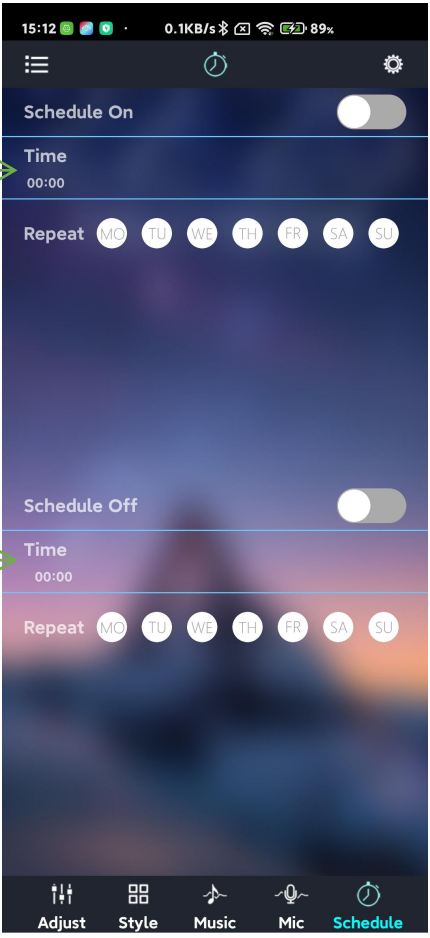 15:12 0.1KB/s 89%
Schedule On
Time
00:00
Repeat MO TU WE TH FR SA SU
Schedule Off
Time
00:00
Repeat MO TU WE TH FR SA SU
Adjust Style Music Mic Schedule